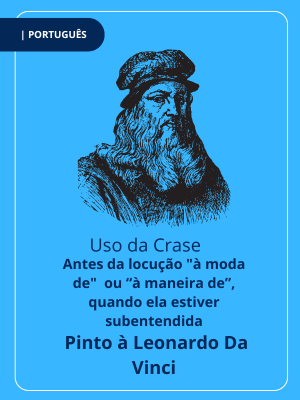 | PORTUGUÊS
Uso da Crase
Antes da locução "à moda
de" ou “à maneira de”,
quando ela estiver
subentendida
Pinto à Leonardo Da
Vinci